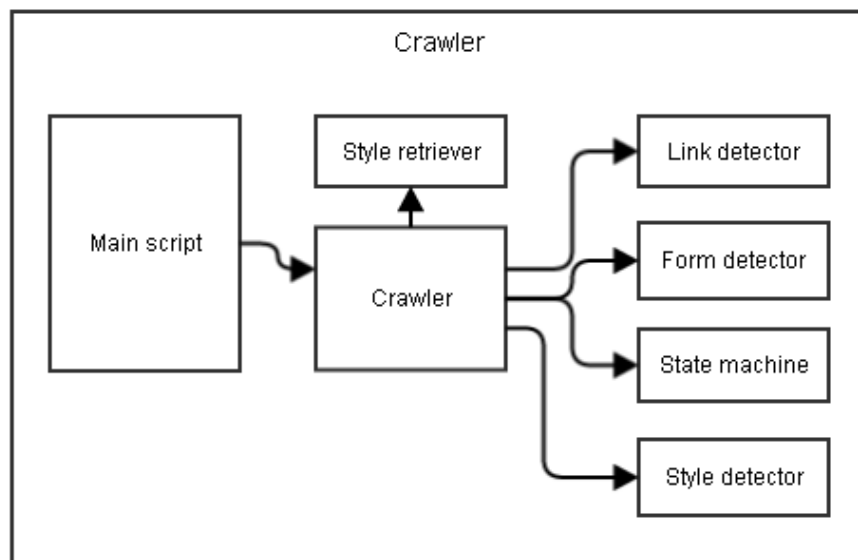 Crawler
Main script
Style retriever
Crawler
Link detector
Form detector
State machine
Style detector